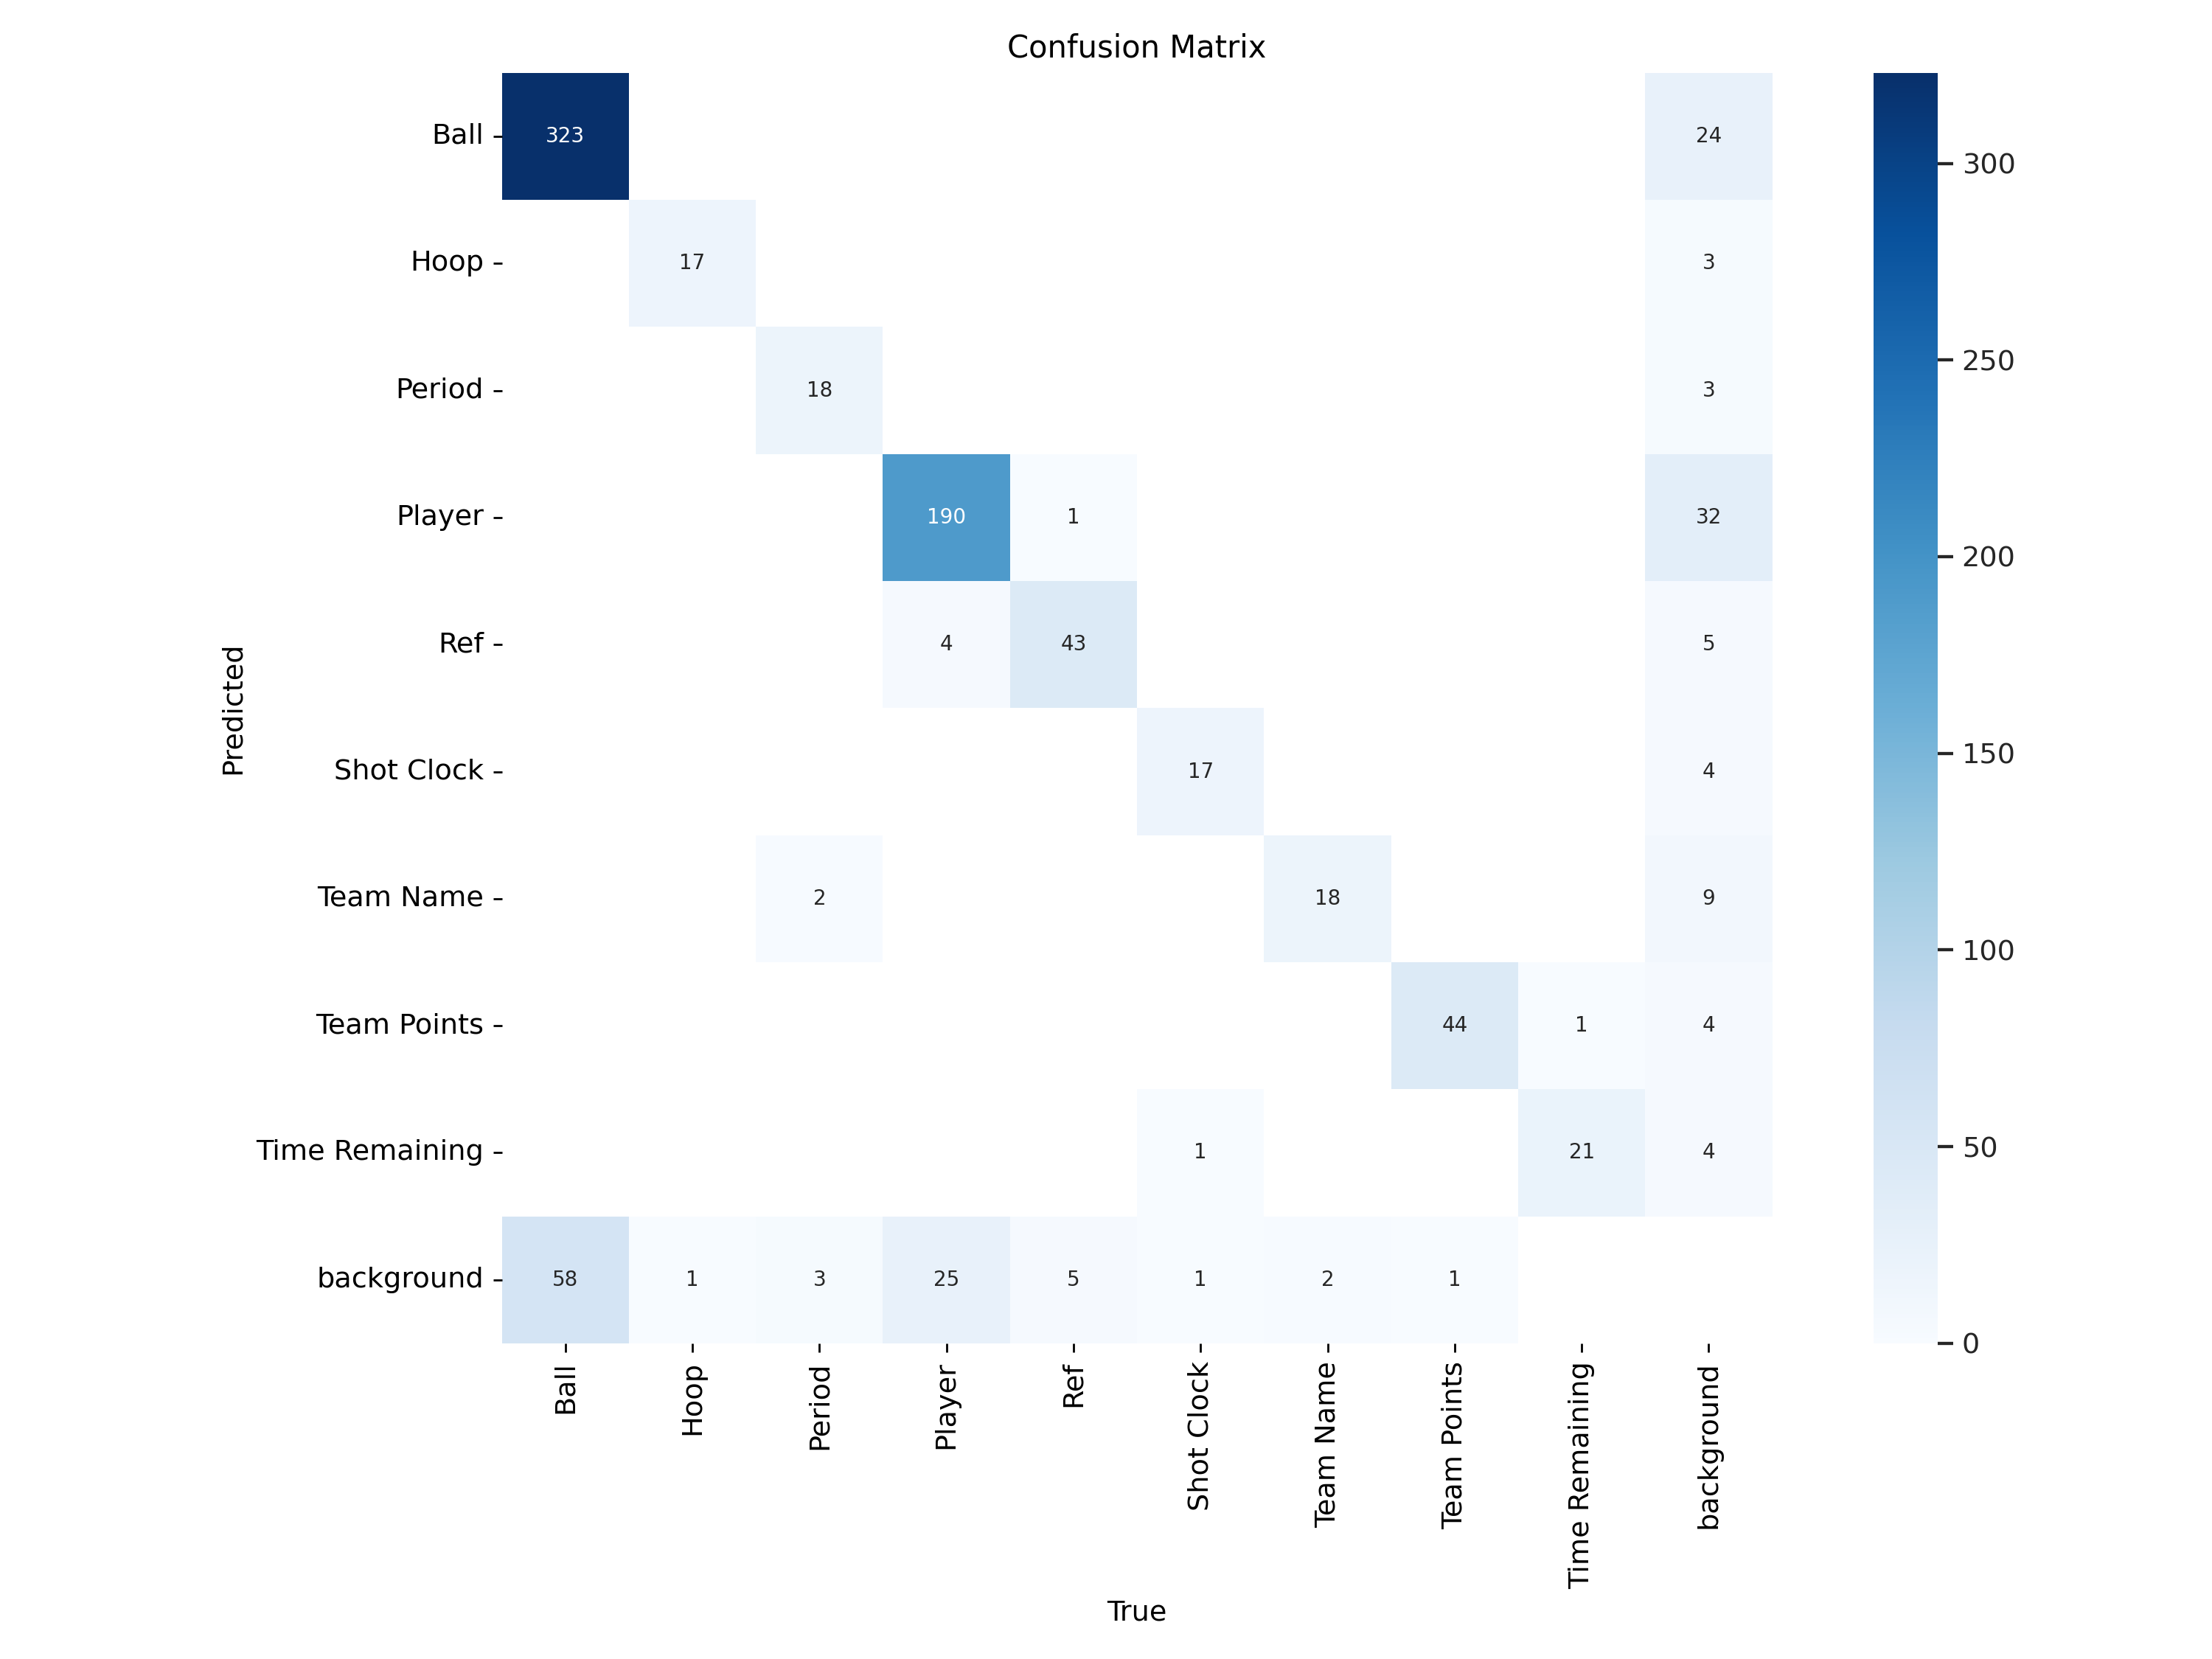 Confusion Matrix
Ball 323 24
Hoop 17 3
Period 18 3
Player 190 1 32
Ref 4 43 5
Shot Clock 17 4
Team Name 2 18 9
Team Points 44 1 4
Time Remaining 1 21 4
background 58 1 3 25 5 1 2 1
Predicted
Ball Hoop Period Player Ref Shot Clock Team Name Team Points Time Remaining background
True
300
250
200
150
100
50
0